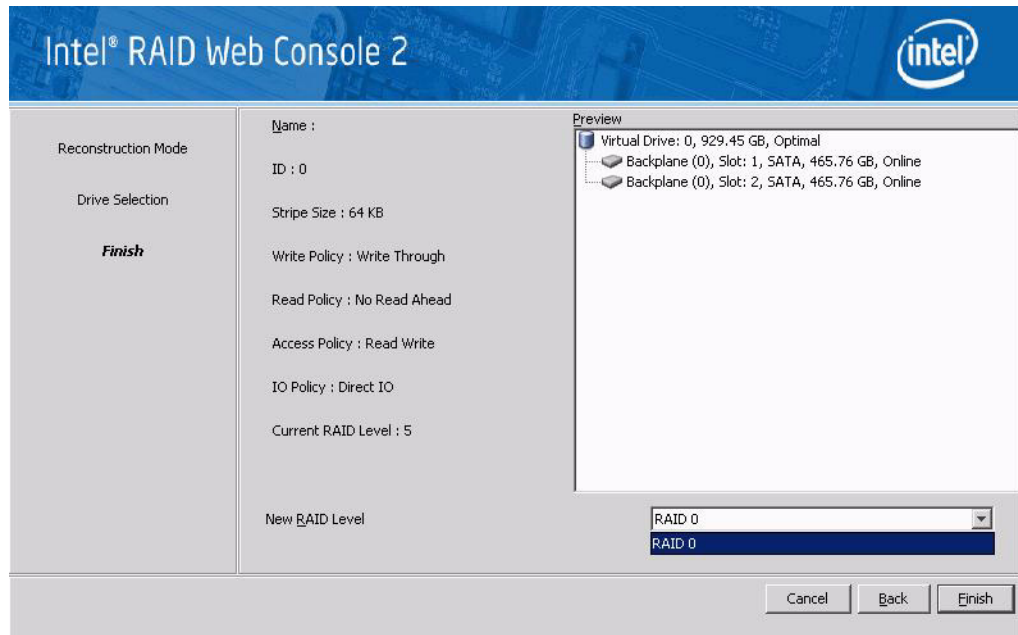 Intel® RAID Web Console 2
intel
Reconstruction Mode
Drive Selection
Finish
Name :
ID : 0
Stripe Size : 64 KB
Write Policy : Write Through
Read Policy : No Read Ahead
Access Policy : Read Write
IO Policy : Direct IO
Current RAID Level : 5
Preview
Virtual Drive: 0, 929.45 GB, Optimal
Backplane (0), Slot: 1, SATA, 465.76 GB, Online
Backplane (0), Slot: 2, SATA, 465.76 GB, Online
New RAID Level
RAID 0
RAID 0
Cancel
Back
Finish